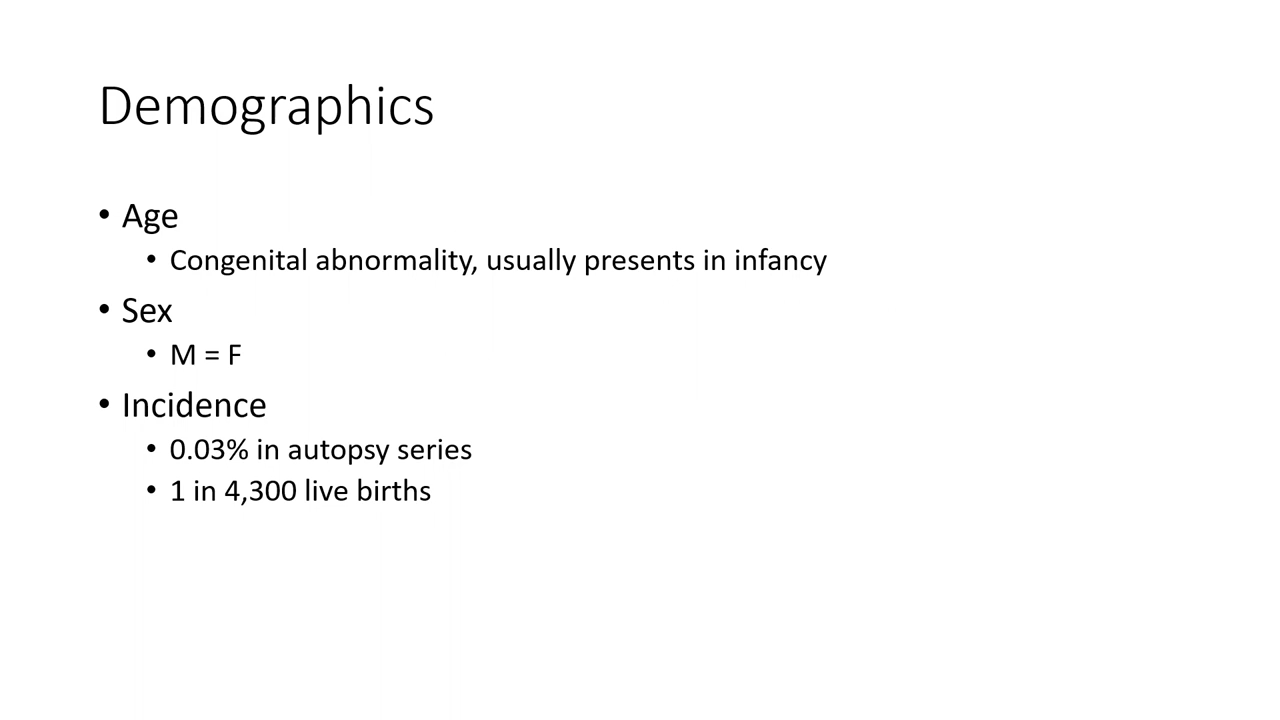 Demographics
• Age
• Congenital abnormality, usually presents in infancy
• Sex
• M = F
• Incidence
• 0.03% in autopsy series
• 1 in 4,300 live births